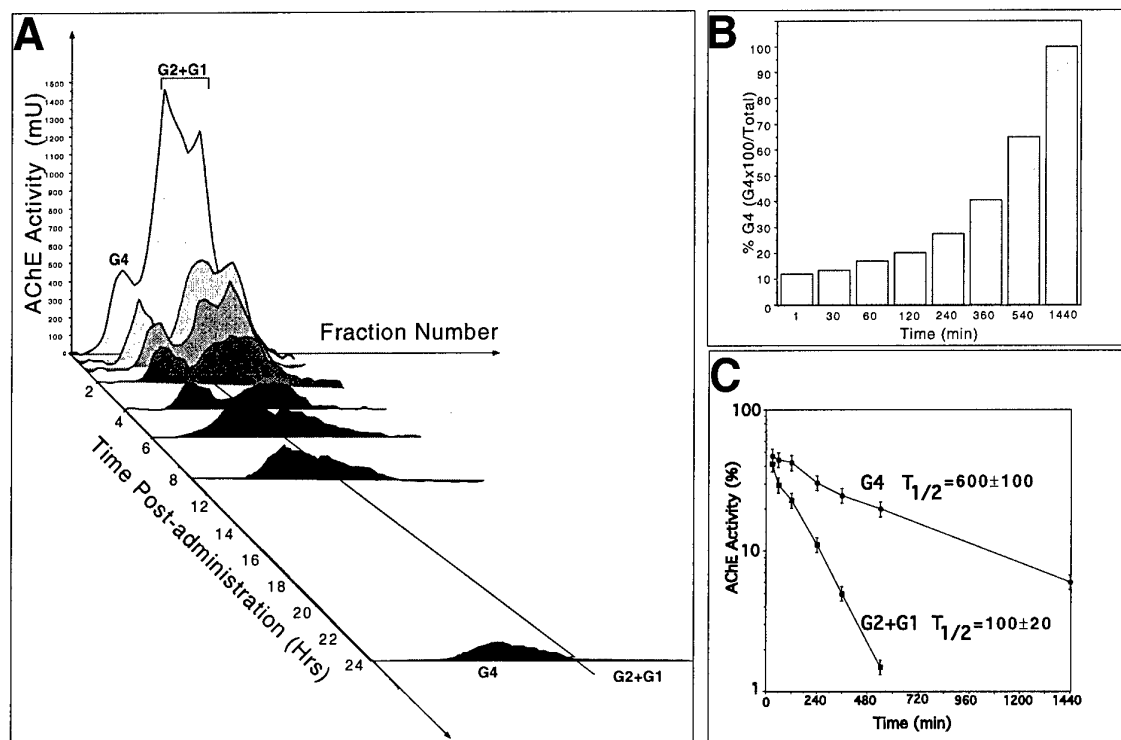 A
G2+G1
1500
1400
1300
1200
1100
1000
900
800
700
600
500
400
300
200
100
0
AChE Activity (mU)
G4
Fraction Number
2
4
6
8
12
14
16
18
20
22
24
Time Post-administration (Hrs)
G4
G2+G1
B
100
90
80
70
60
50
40
30
20
10
0
% G4 (G4x100/Total)
1 30 60 120 240 360 540 1440
Time (min)
C
100
10
1
AChE Activity (%)
G4 T1/2=600±100
G2+G1 T1/2=100±20
0 240 480 720 960 1200 1440
Time (min)